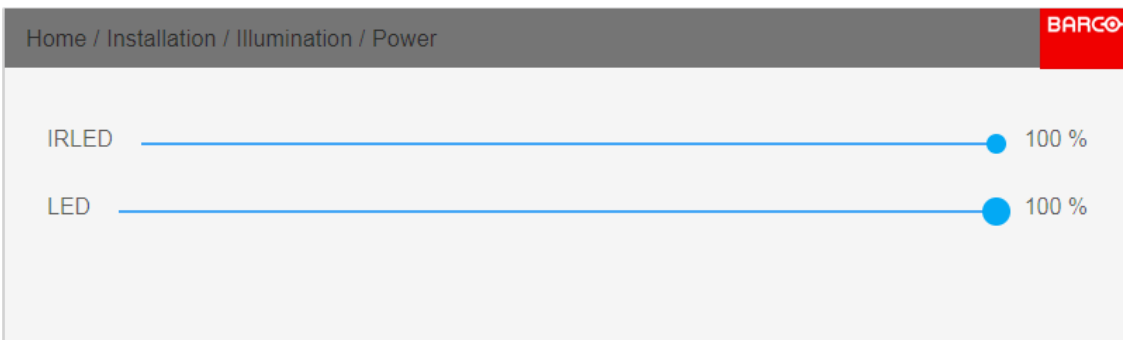 Home / Installation / Illumination / Power
BARCO
IRLED 100 %
LED 100 %